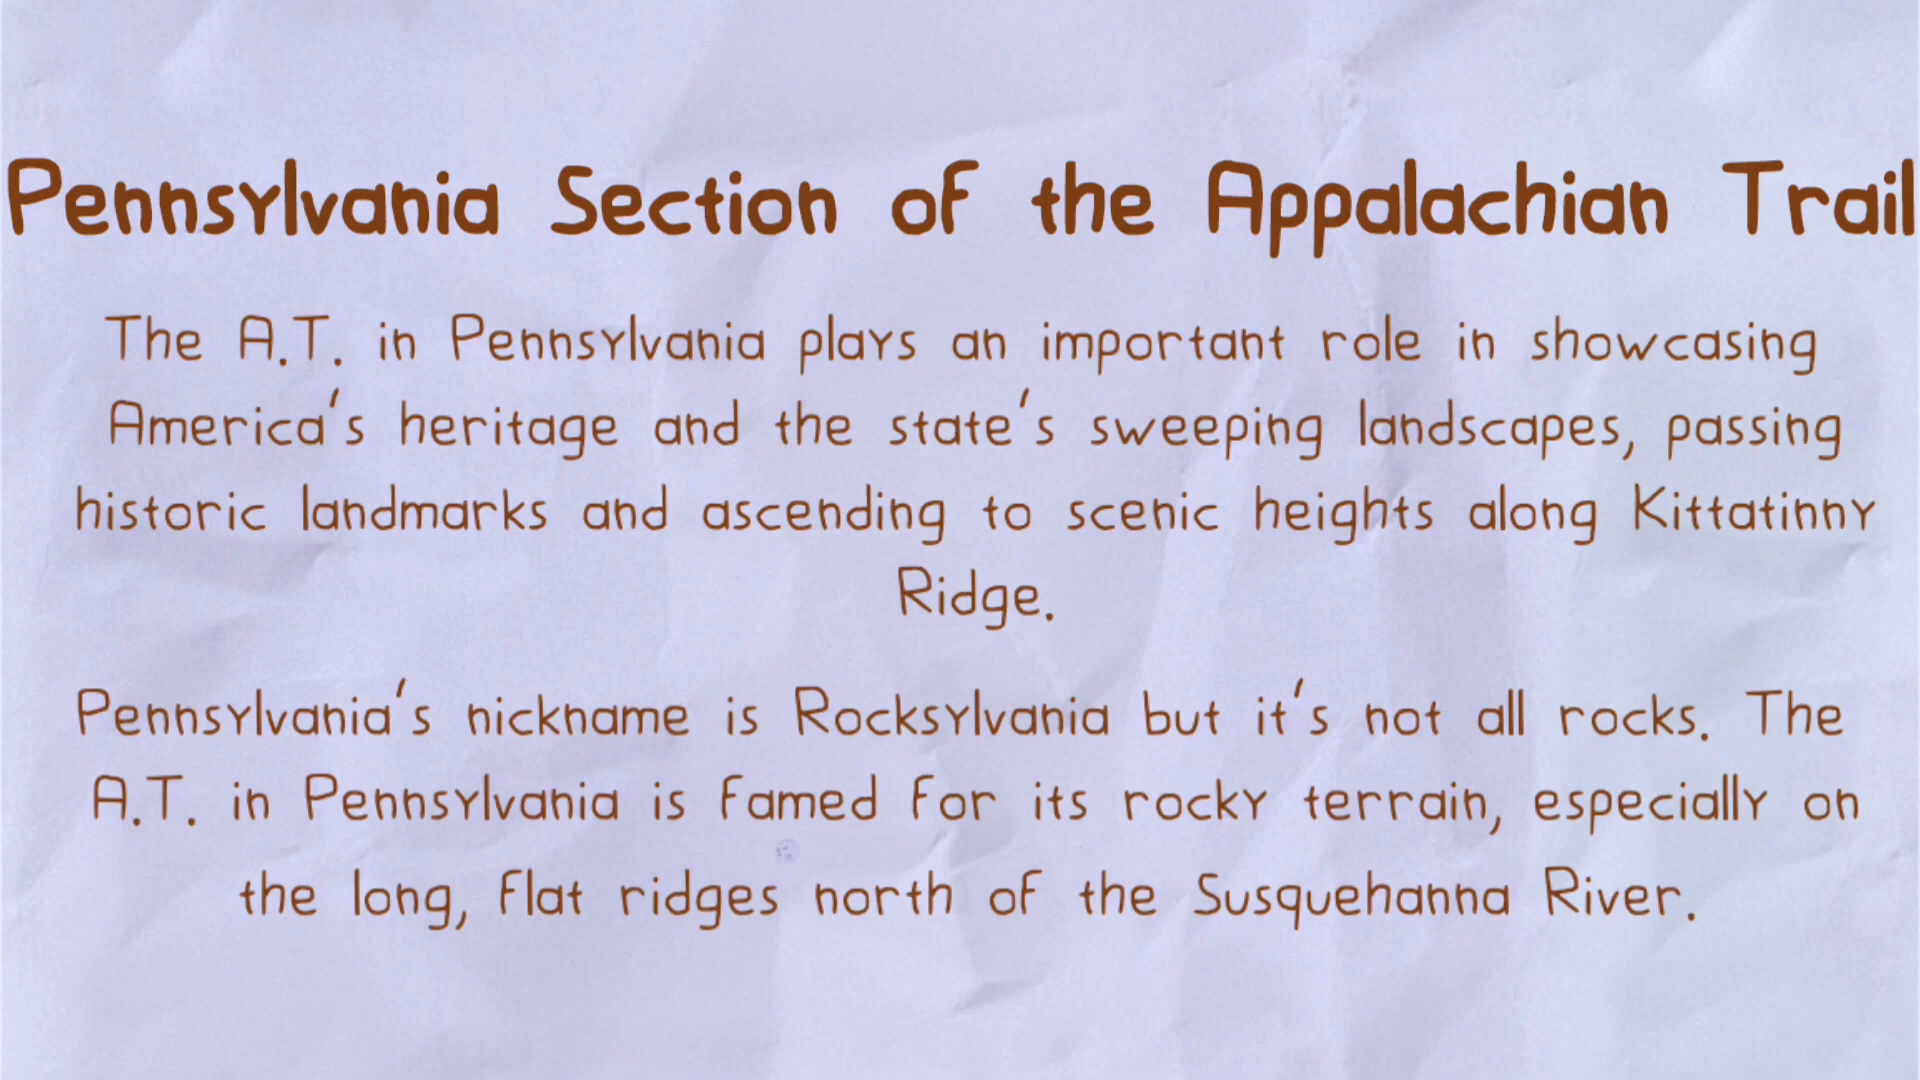 Pennsylvania Section of the Appalachian Trail
The A.T. in Pennsylvania plays an important role in showcasing
America's heritage and the state's sweeping landscapes, passing
historic landmarks and ascending to scenic heights along Kittatinny
Ridge.
Pennsylvania's nickname is Rocksylvania but it's not all rocks. The
A.T. in Pennsylvania is famed for its rocky terrain, especially on
the long, flat ridges north of the Susquehanna River.